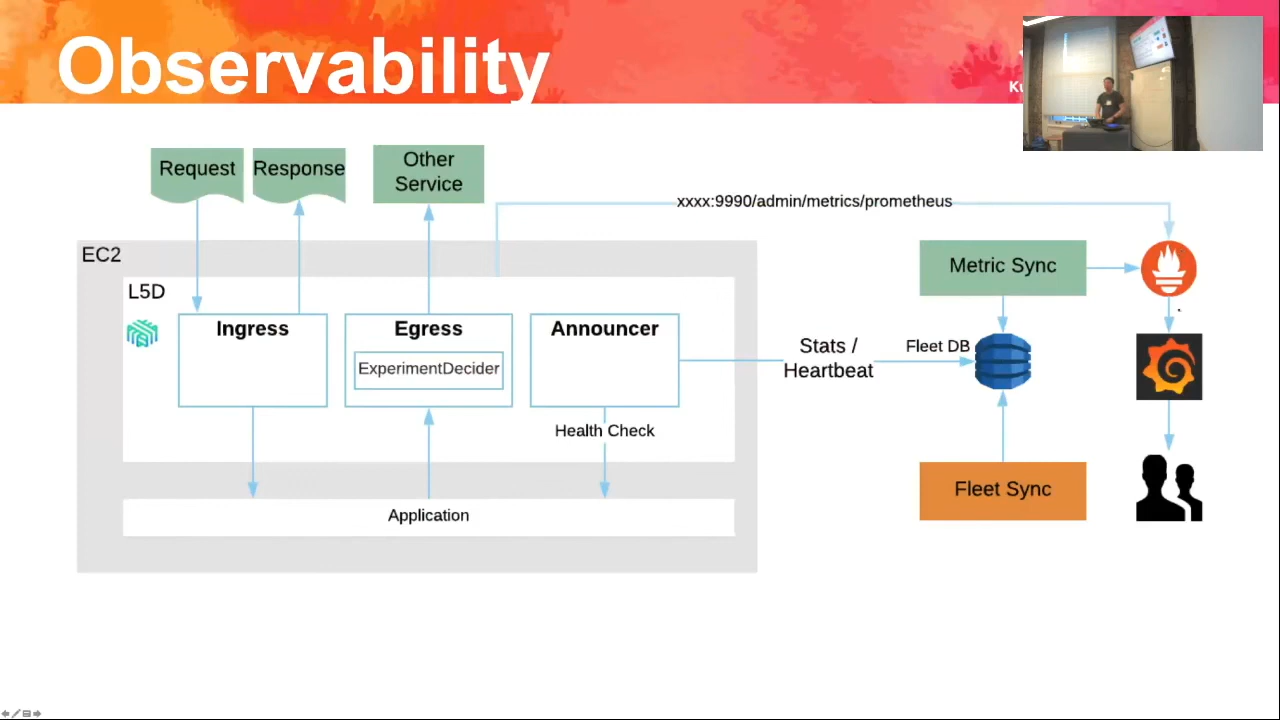 Observability
Ku
Request
Response
Other
Service
xxxx:9990/admin/metrics/prometheus
EC2
Metric Sync
L5D
Ingress
Egress
Announcer
ExperimentDecider
Stats /
Heartbeat
Fleet DB
Health Check
Fleet Sync
Application